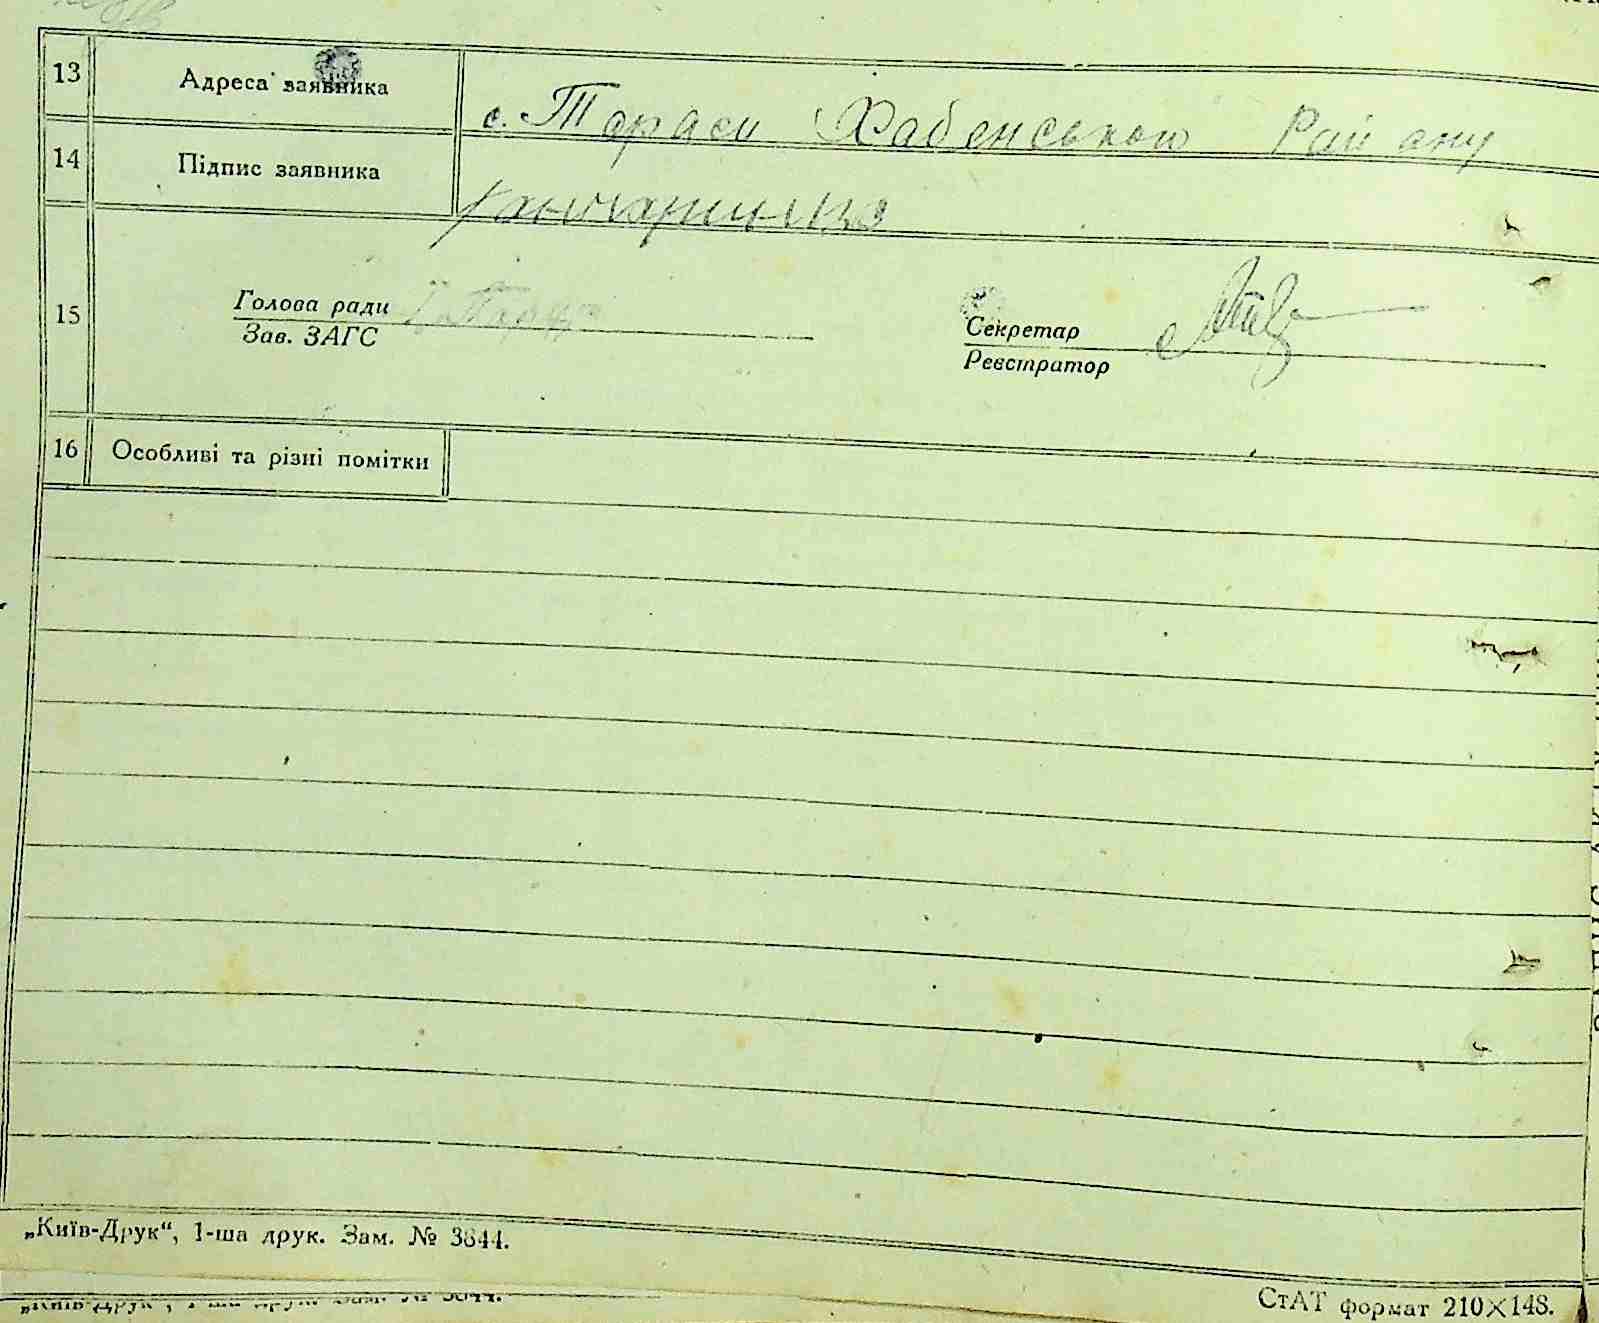 13 Адреса заявника с. Тараси Хабенського Району
14 Підпис заявника
15 Голова ради Секретар
Зав. ЗАГС Реєстратор
16 Особливі та різні помітки
„Київ-Друк“, 1-ша друк. Зам. № 3844.
СтАТ формат 210×148.